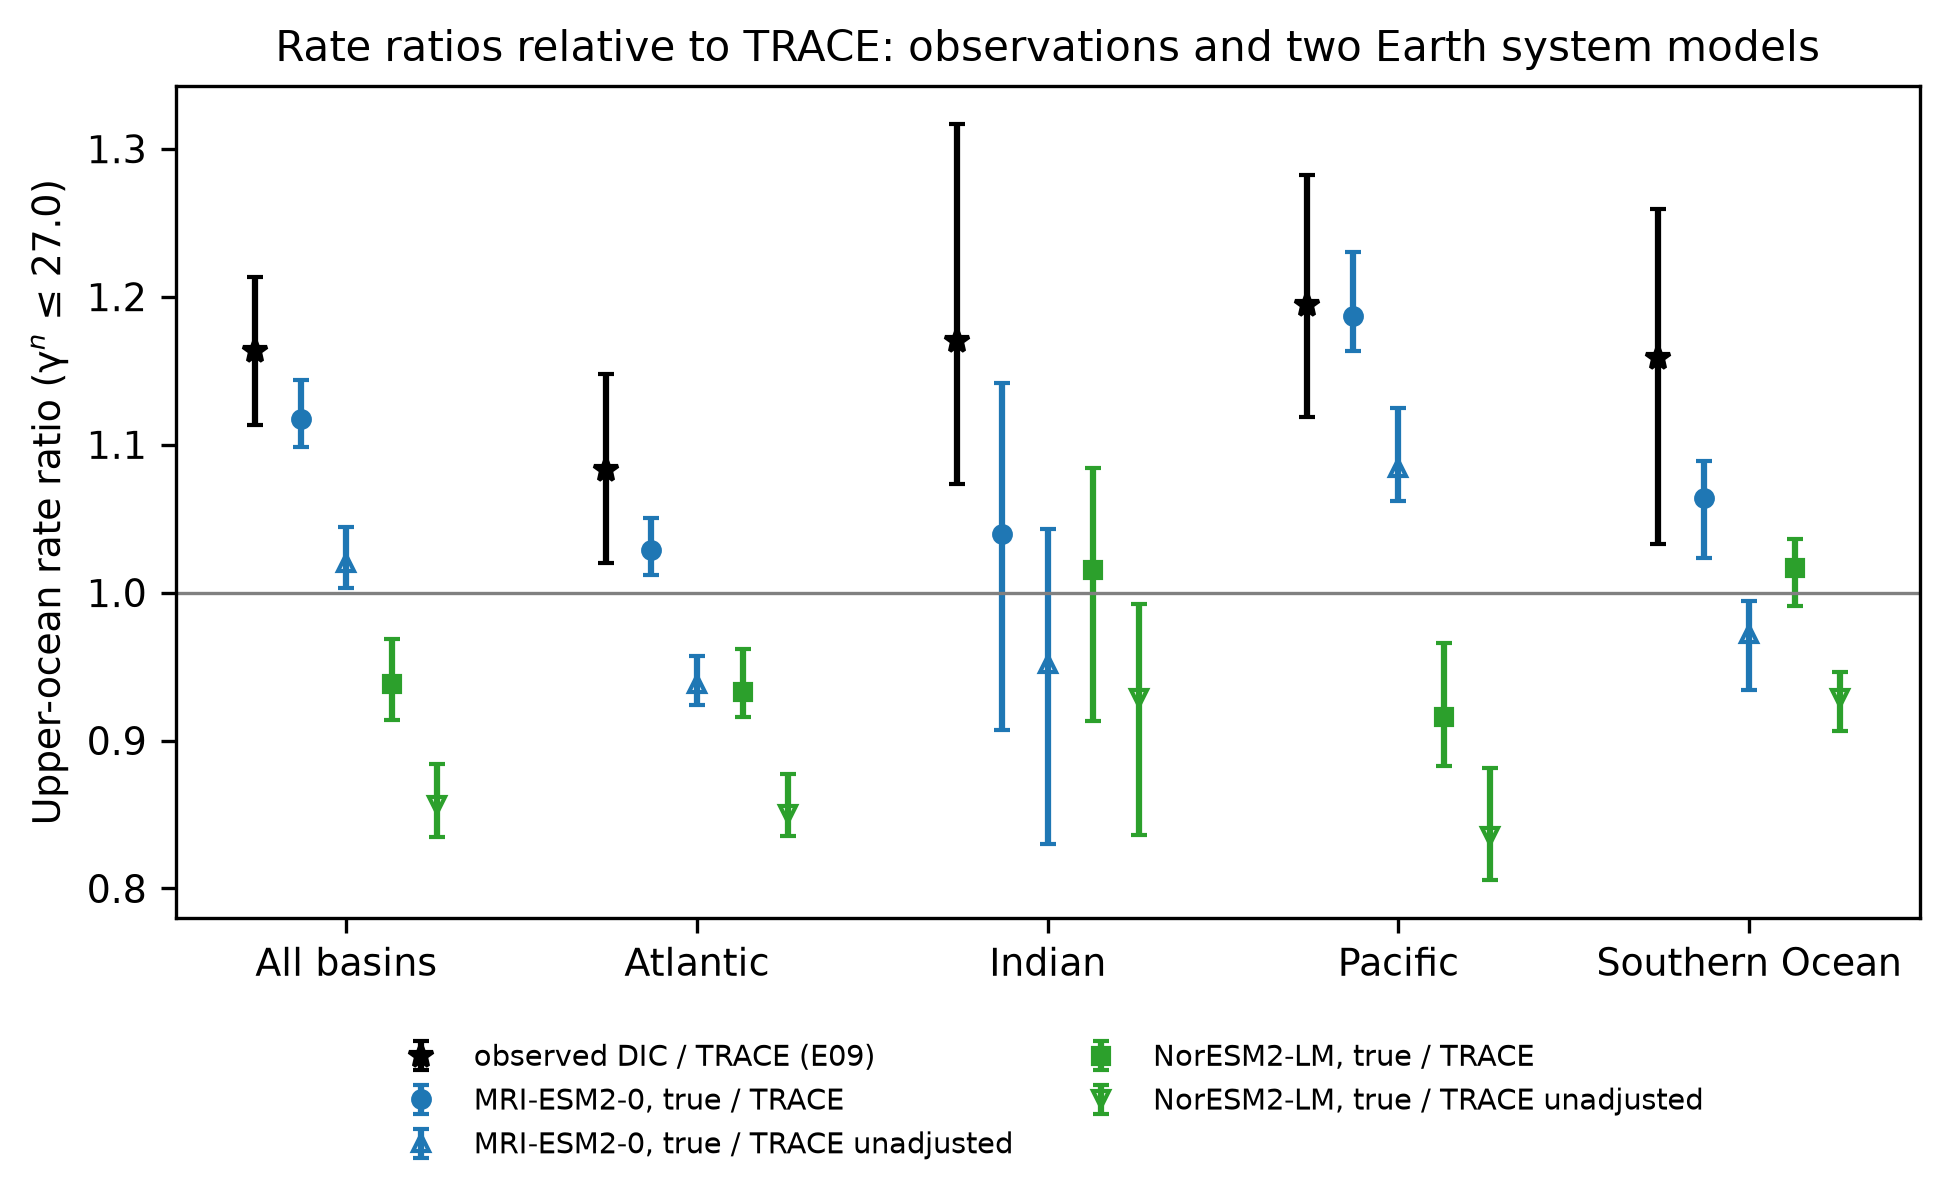 Rate ratios relative to TRACE: observations and two Earth system models
Upper-ocean rate ratio (γⁿ ≤ 27.0)
1.3
1.2
1.1
1.0
0.9
0.8
All basins
Atlantic
Indian
Pacific
Southern Ocean
observed DIC / TRACE (E09)
MRI-ESM2-0, true / TRACE
MRI-ESM2-0, true / TRACE unadjusted
NorESM2-LM, true / TRACE
NorESM2-LM, true / TRACE unadjusted